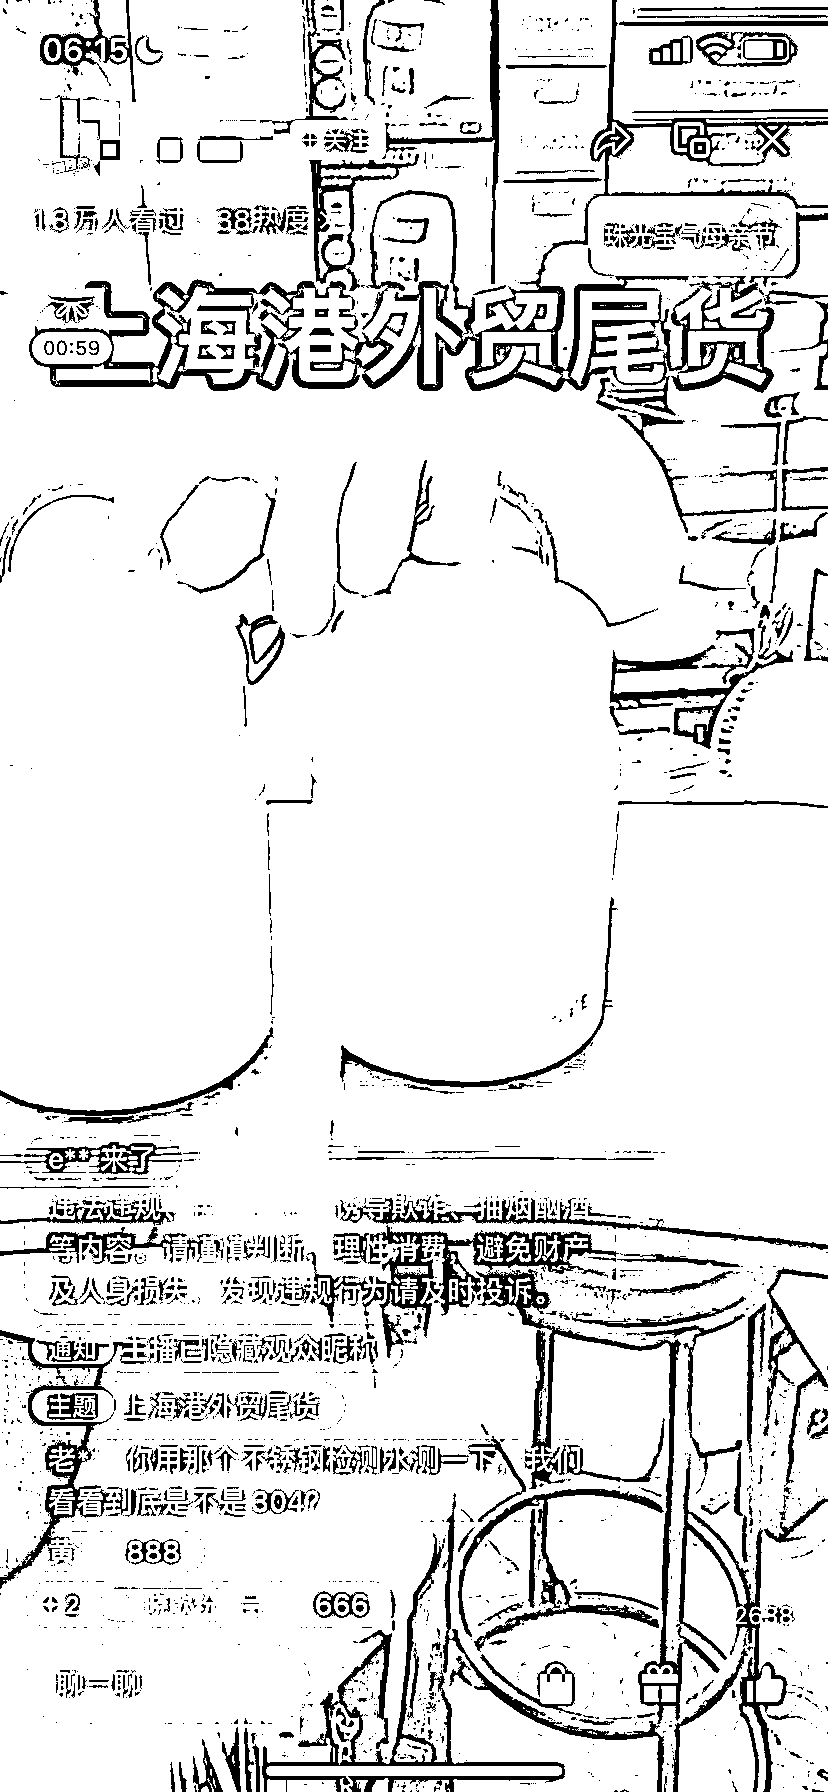 06:15
+ 关注
13万人看过 38热度
珠光宝气母亲节
上海港外贸尾货
00:59
e** 来了
违法违规、 诱导欺诈、抽烟酗酒
等内容。请谨慎判断，理性消费，避免财产
及人身损失。发现违规行为请及时投诉。
通知 主播已隐藏观众昵称
主题 上海港外贸尾货
老* 你用那个不锈钢检测水测一下，我们
看看到底是不是304?
黄 888
666
2638
聊一聊